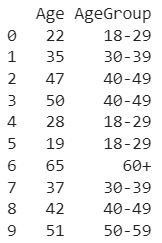 Age AgeGroup
0   22    18-29
1   35    30-39
2   47    40-49
3   50    40-49
4   28    18-29
5   19    18-29
6   65      60+
7   37    30-39
8   42    40-49
9   51    50-59